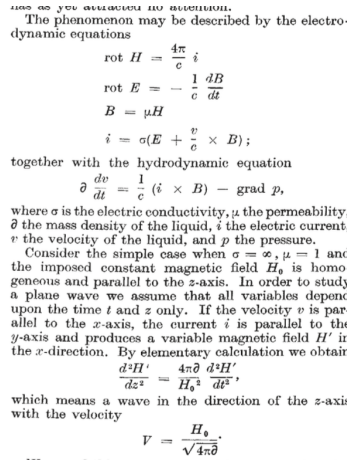 has as yet attracted no attention.
The phenomenon may be described by the electro-
dynamic equations
rot H = 4π/c i
rot E = − 1/c dB/dt
B = μH
i = σ(E + v/c × B);
together with the hydrodynamic equation
∂ dv/dt = 1/c (i × B) − grad p,
where σ is the electric conductivity, μ the permeability
∂ the mass density of the liquid, i the electric current
v the velocity of the liquid, and p the pressure.
Consider the simple case when σ = ∞, μ = 1 and
the imposed constant magnetic field H₀ is homo
geneous and parallel to the z-axis. In order to study
a plane wave we assume that all variables depend
upon the time t and z only. If the velocity v is par
allel to the x-axis, the current i is parallel to the
y-axis and produces a variable magnetic field H′ in
the x-direction. By elementary calculation we obtain
d²H′/dz² = 4π∂/H₀² d²H′/dt²,
which means a wave in the direction of the z-axis
with the velocity
V = H₀/√4π∂.